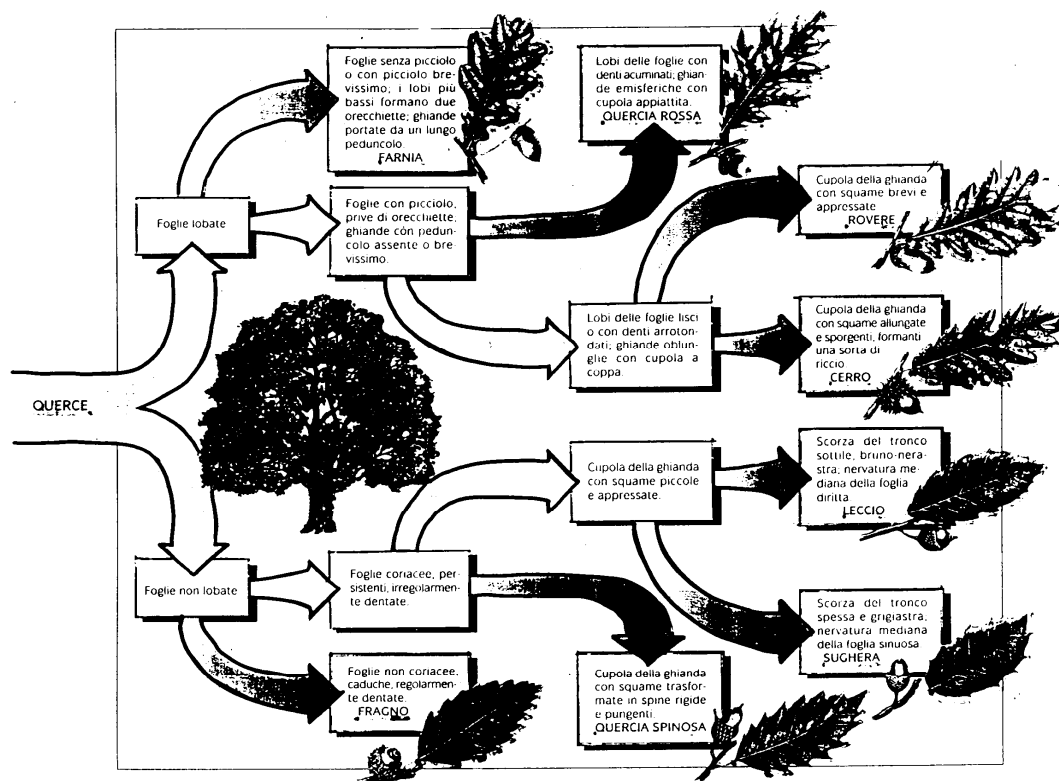 QUERCE
Foglie lobate
Foglie senza picciolo
o con picciolo bre-
vissimo; i lobi più
bassi formano due
orecchiette; ghiande
portate da un lungo
peduncolo.
FARNIA
Foglie con picciolo,
prive di orecchiette;
ghiande con pedun-
colo assente o bre-
vissimo.
Lobi delle foglie con
denti acuminati; ghian-
de emisferiche con
cupola appiattita.
QUERCIA ROSSA
Lobi delle foglie lisci
o con denti arroton-
dati; ghiande oblun-
ghe con cupola a
coppa.
Cupola della ghianda
con squame brevi e
appressate
ROVERE
Cupola della ghianda
con squame allungate
e sporgenti, formanti
una sorta di
riccio.
CERRO
Foglie non lobate
Foglie coriacee, per-
sistenti, irregolarmen-
te dentate.
Cupola della ghianda
con squame piccole
e appressate.
Scorza del tronco
sottile, bruno-nera-
stra; nervatura me-
diana della foglia
diritta.
LECCIO
Scorza del tronco
spessa e grigiastra;
nervatura mediana
della foglia sinuosa.
SUGHERA
Cupola della ghianda
con squame trasfor-
mate in spine rigide
e pungenti.
QUERCIA SPINOSA
Foglie non coriacee,
caduche, regolarmen-
te dentate.
FRAGNO